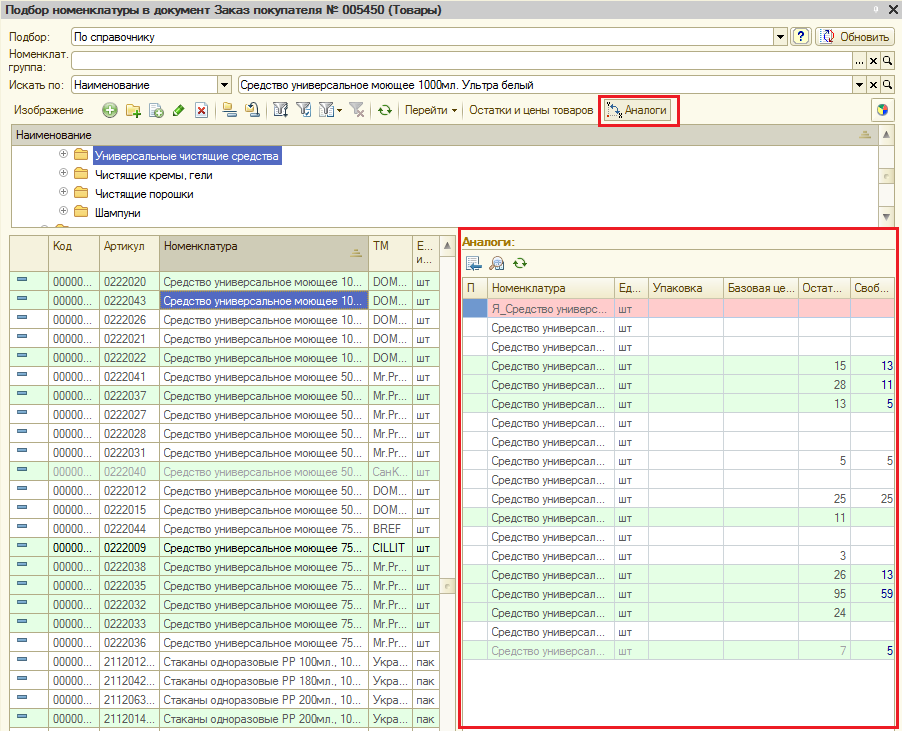 Подбор номенклатуры в документ Заказ покупателя № 005450 (Товары)
Подбор: По справочнику ? Обновить
Номенклат. группа: ...
Искать по: Наименование Средство универсальное моющее 1000мл. Ультра белый
Изображение Перейти Остатки и цены товаров Аналоги
Наименование
Универсальные чистящие средства
Чистящие кремы, гели
Чистящие порошки
Шампуни
Код Артикул Номенклатура ТМ Е... и...
00000... 0222020 Средство универсальное моющее 10... DOM... шт
00000... 0222043 Средство универсальное моющее 10... DOM... шт
00000... 0222026 Средство универсальное моющее 10... DOM... шт
00000... 0222021 Средство универсальное моющее 10... DOM... шт
00000... 0222022 Средство универсальное моющее 10... DOM... шт
00000... 0222041 Средство универсальное моющее 50... Mr.Pr... шт
00000... 0222037 Средство универсальное моющее 50... Mr.Pr... шт
00000... 0222027 Средство универсальное моющее 50... Mr.Pr... шт
00000... 0222028 Средство универсальное моющее 50... Mr.Pr... шт
00000... 0222031 Средство универсальное моющее 50... Mr.Pr... шт
00000... 0222040 Средство универсальное моющее 50... СанК... шт
00000... 0222012 Средство универсальное моющее 50... DOM... шт
00000... 0222015 Средство универсальное моющее 50... DOM... шт
00000... 0222044 Средство универсальное моющее 75... BREF шт
00000... 0222009 Средство универсальное моющее 75... CILLIT шт
00000... 0222038 Средство универсальное моющее 75... Mr.Pr... шт
00000... 0222035 Средство универсальное моющее 75... Mr.Pr... шт
00000... 0222032 Средство универсальное моющее 75... Mr.Pr... шт
00000... 0222033 Средство универсальное моющее 75... Mr.Pr... шт
00000... 0222036 Средство универсальное моющее 75... Mr.Pr... шт
00000... 2112012... Стаканы одноразовые РР 100мл., 10... Укра... пак
00000... 2112042... Стаканы одноразовые РР 180мл., 10... Укра... пак
00000... 2112063... Стаканы одноразовые РР 200мл., 10... Укра... пак
00000... 2112014... Стаканы одноразовые РР 200мл., 10... Укра... пак
Аналоги:
П Номенклатура Ед... Упаковка Базовая це... Остат... Своб...
Я_Средство универс... шт
Средство универсал... шт
Средство универсал... шт
Средство универсал... шт 15 13
Средство универсал... шт 28 11
Средство универсал... шт 13 5
Средство универсал... шт
Средство универсал... шт
Средство универсал... шт 5 5
Средство универсал... шт
Средство универсал... шт 25 25
Средство универсал... шт 11
Средство универсал... шт
Средство универсал... шт 3
Средство универсал... шт 26 13
Средство универсал... шт 95 59
Средство универсал... шт 24
Средство универсал... шт
Средство универсал... шт 7 5